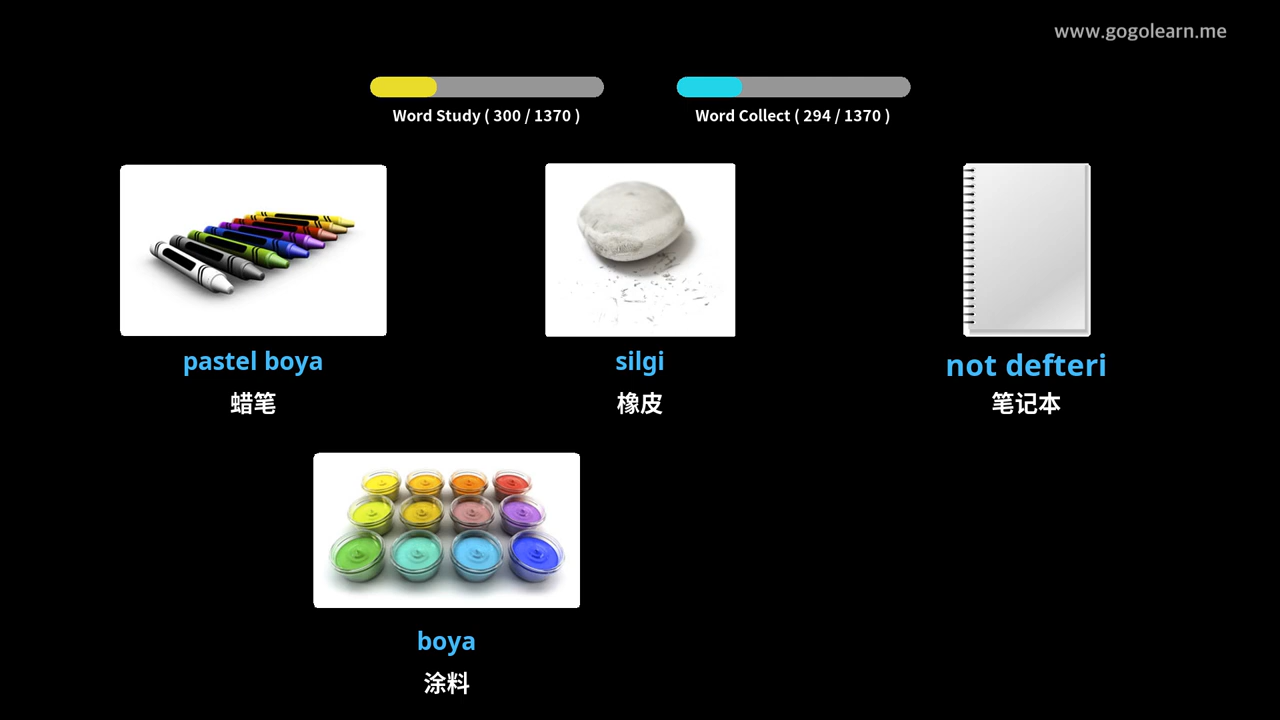 www.gogolearn.me
Word Study ( 300 / 1370 )
Word Collect ( 294 / 1370 )
pastel boya
蜡笔
silgi
橡皮
not defteri
笔记本
boya
涂料